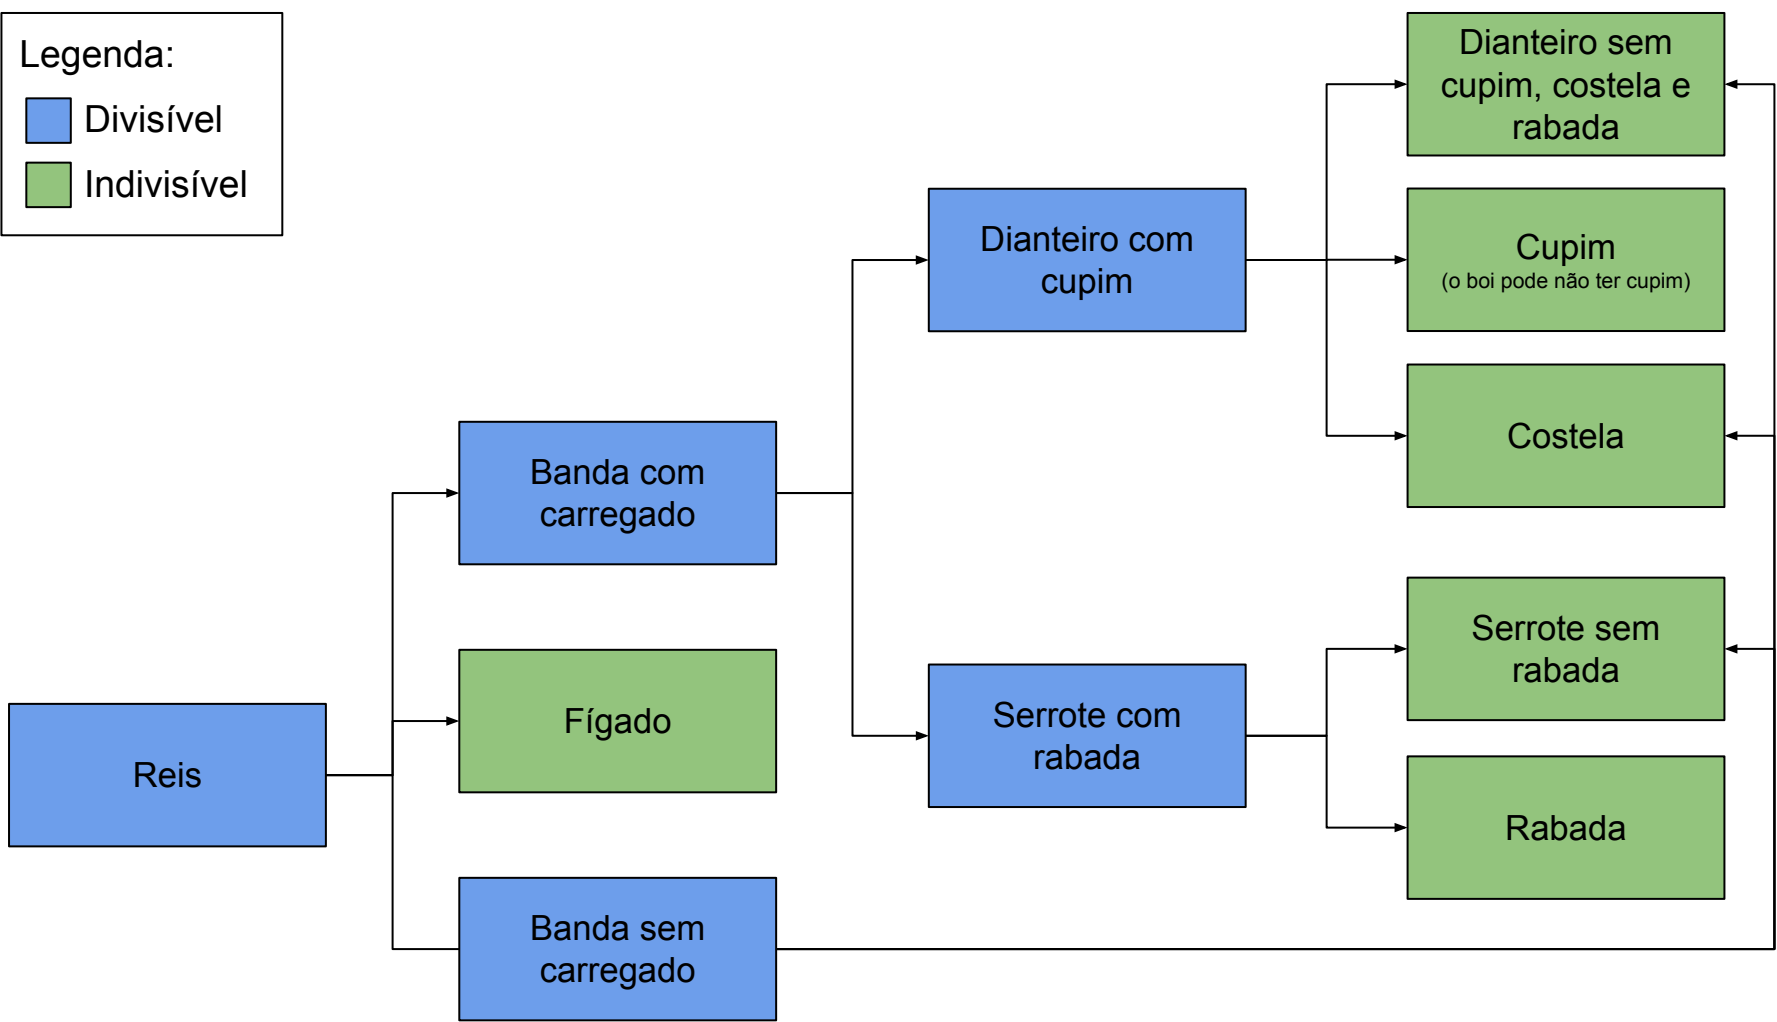 Legenda:
Divisível
Indivisível
Dianteiro sem
cupim, costela e
rabada
Dianteiro com
cupim
Cupim
(o boi pode não ter cupim)
Costela
Banda com
carregado
Serrote sem
rabada
Fígado
Serrote com
rabada
Reis
Rabada
Banda sem
carregado